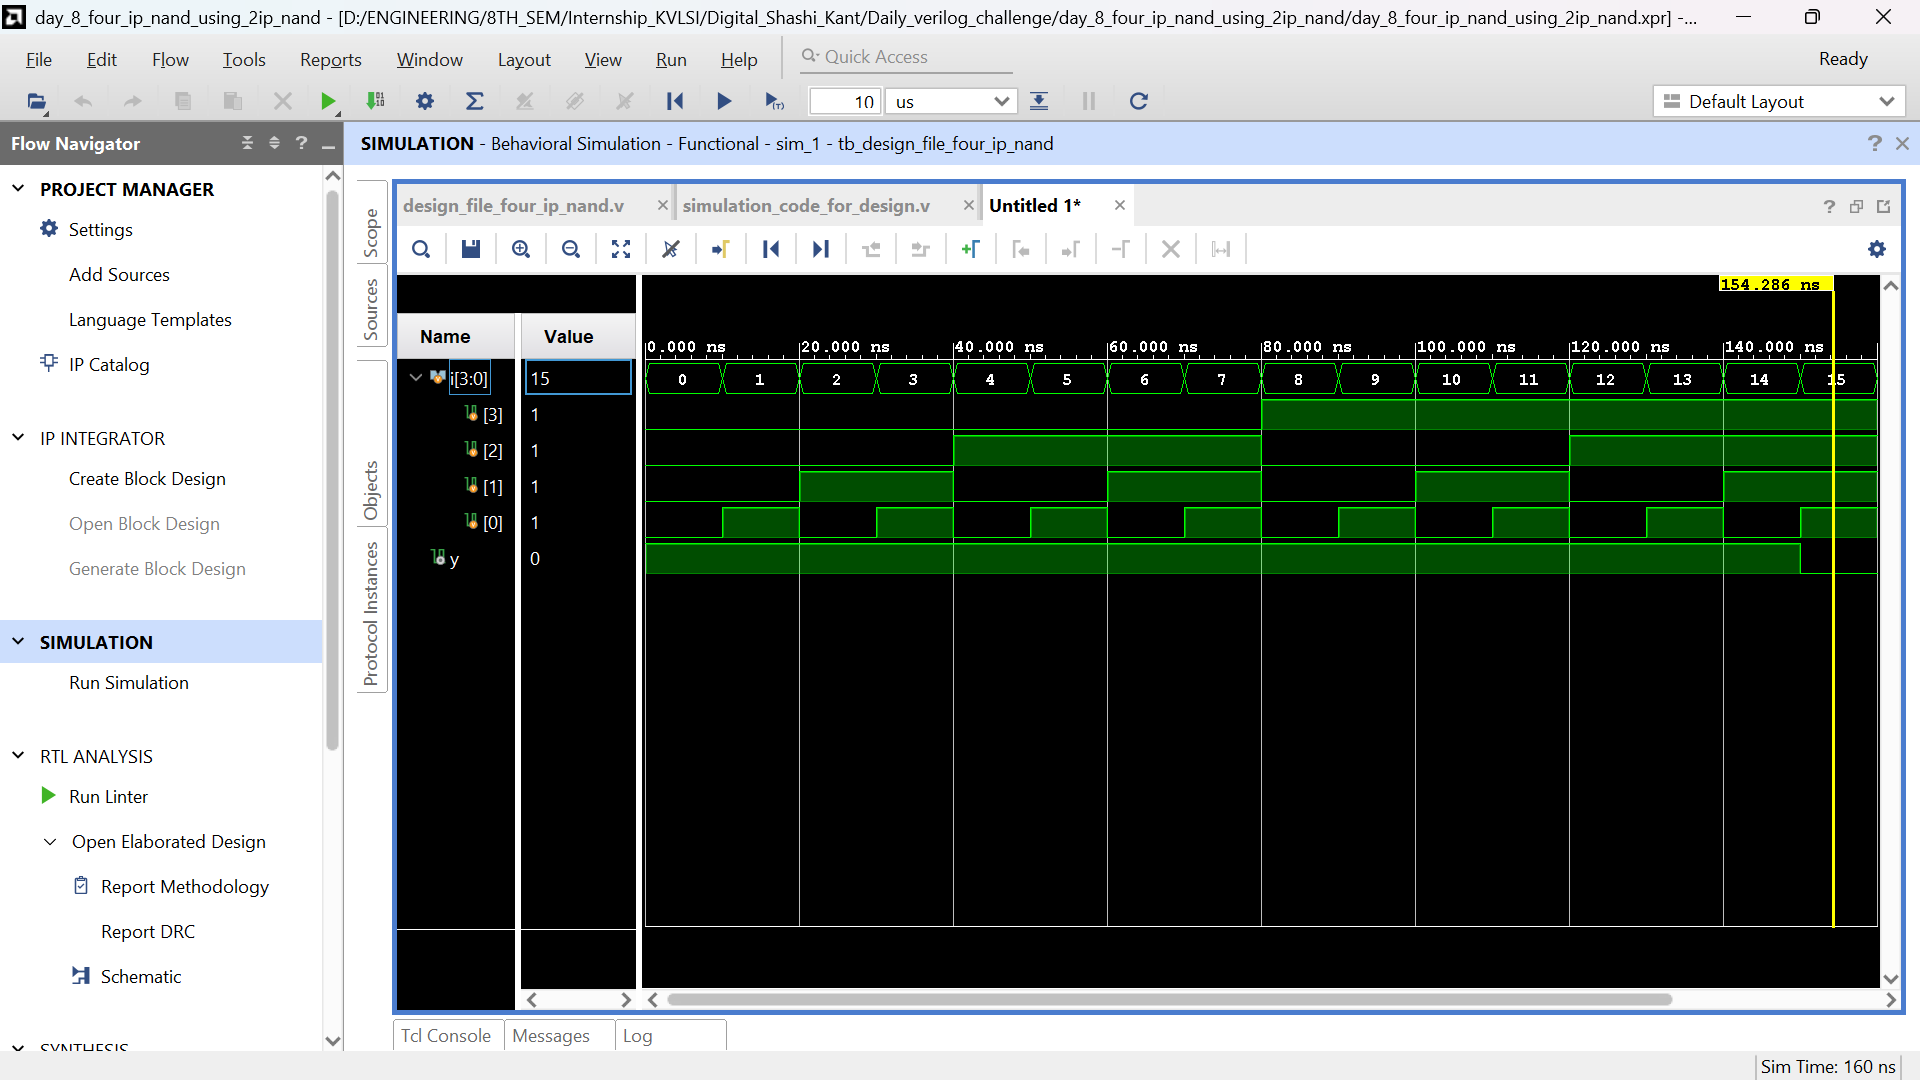 day_8_four_ip_nand_using_2ip_nand - [D:/ENGINEERING/8TH_SEM/Internship_KVLSI/Digital_Shashi_Kant/Daily_verilog_challenge/day_8_four_ip_nand_using_2ip_nand/day_8_four_ip_nand_using_2ip_nand.xpr] -...
File Edit Flow Tools Reports Window Layout View Run Help Quick Access Ready
10 us Default Layout
Flow Navigator
SIMULATION - Behavioral Simulation - Functional - sim_1 - tb_design_file_four_ip_nand
PROJECT MANAGER
Settings
Add Sources
Language Templates
IP Catalog
IP INTEGRATOR
Create Block Design
Open Block Design
Generate Block Design
SIMULATION
Run Simulation
RTL ANALYSIS
Run Linter
Open Elaborated Design
Report Methodology
Report DRC
Schematic
SYNTHESIS
Scope
Sources
Objects
Protocol Instances
design_file_four_ip_nand.v simulation_code_for_design.v Untitled 1*
154.286 ns
Name Value
0.000 ns 20.000 ns 40.000 ns 60.000 ns 80.000 ns 100.000 ns 120.000 ns 140.000 ns
i[3:0] 15 0 1 2 3 4 5 6 7 8 9 10 11 12 13 14 15
[3] 1
[2] 1
[1] 1
[0] 1
y 0
Tcl Console Messages Log
Sim Time: 160 ns